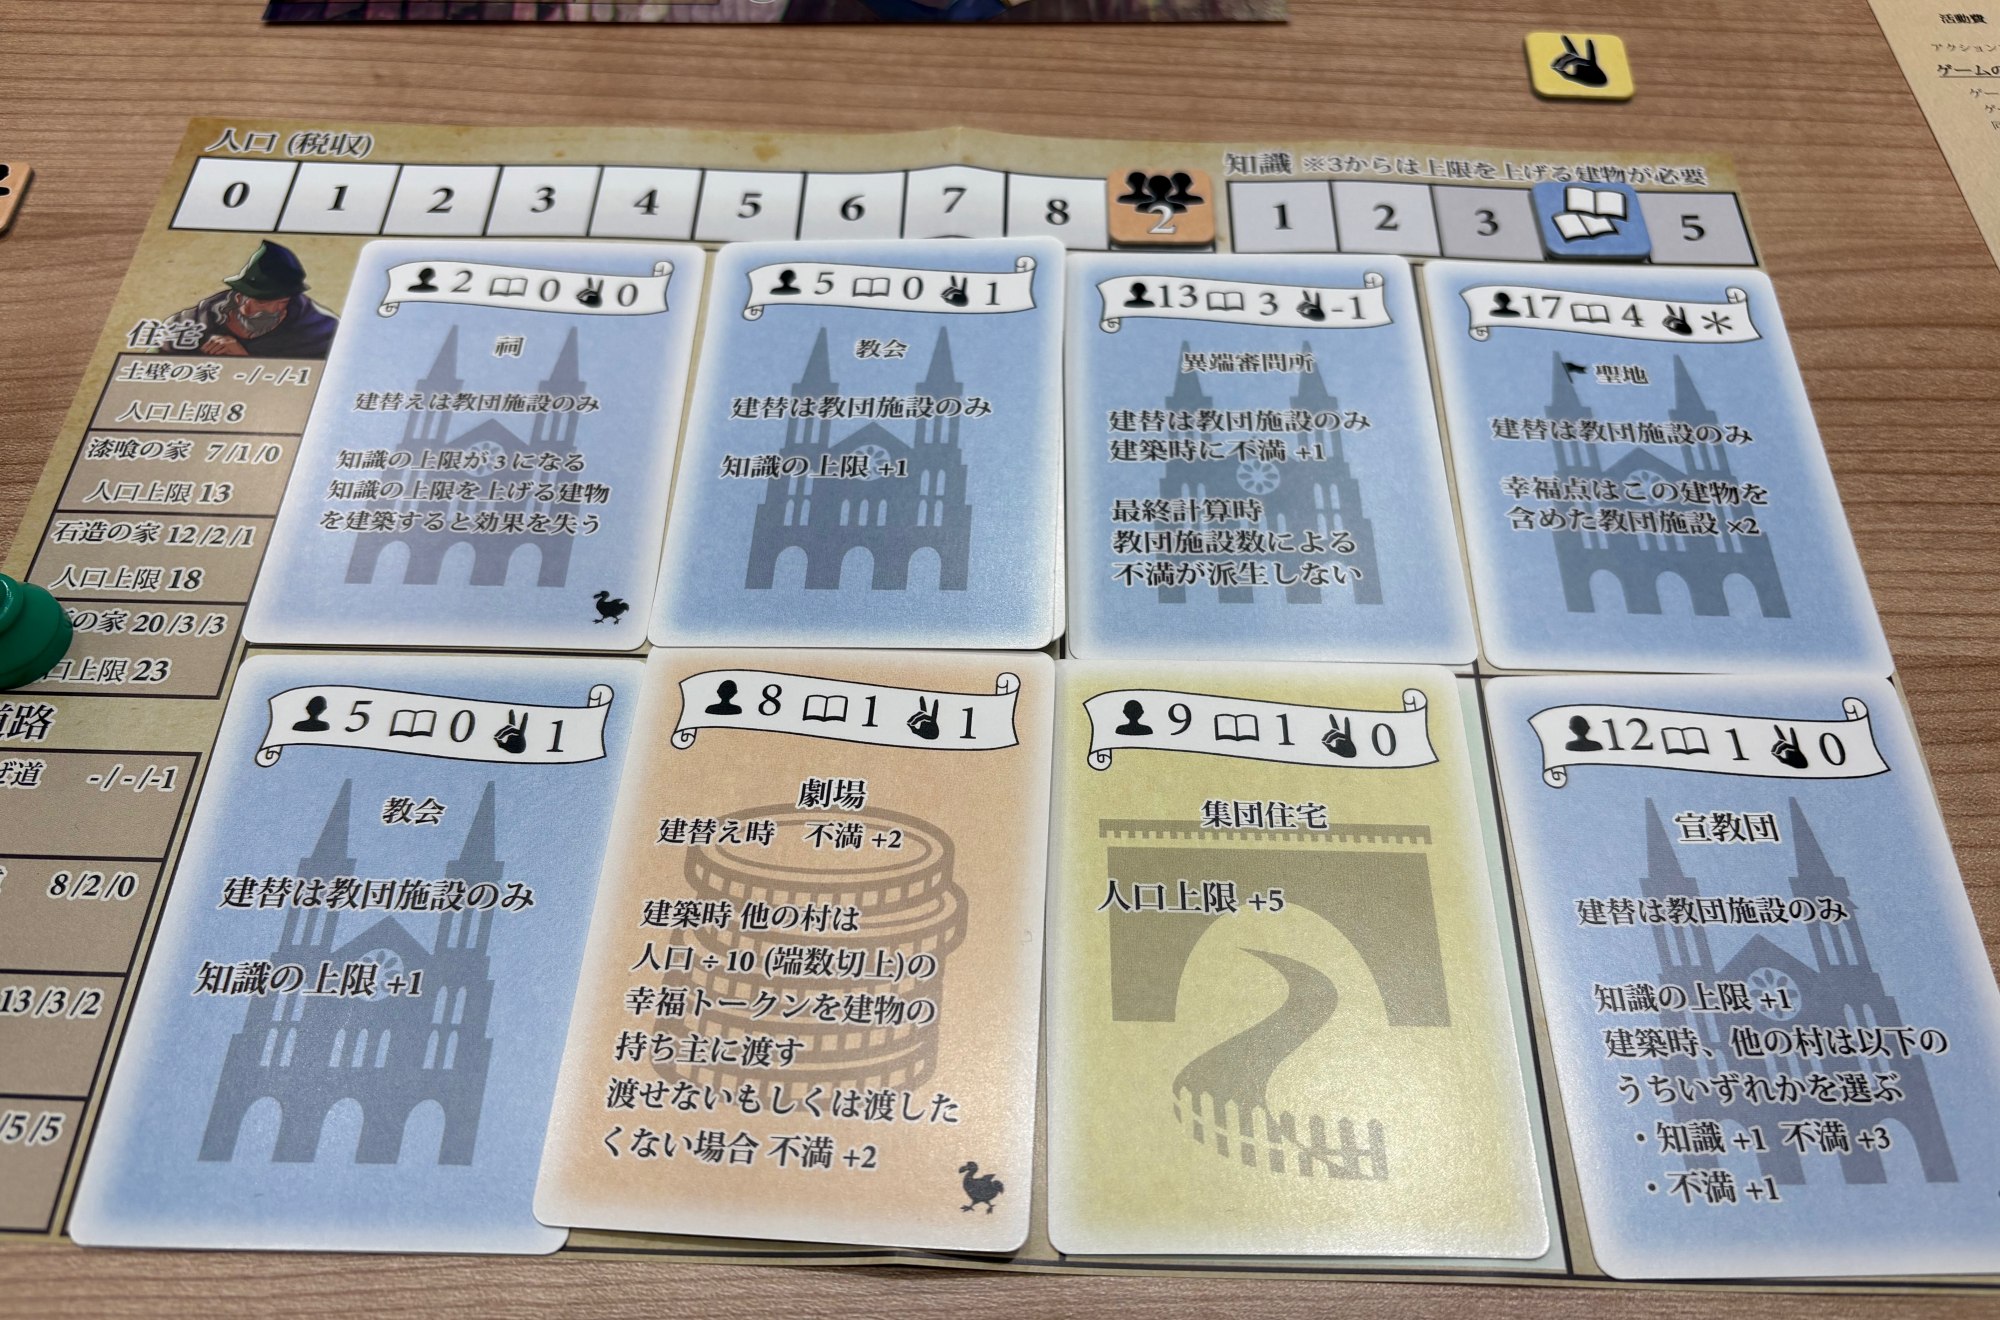 活動費
アクション
ゲームの
ゲー
人口 (税収)
0 1 2 3 4 5 6 7 8 2
知識 ※3からは上限を上げる建物が必要
1 2 3 5
住宅
土壁の家 -/-/-1
人口上限 8
漆喰の家 7/1/0
人口上限 13
石造の家 12/2/1
人口上限 18
の家 20/3/3
口上限 23
道路
ぜ道 -/-/-1
8/2/0
13/3/2
/5/5
2 0 0
祠
建替えは教団施設のみ
知識の上限が3になる
知識の上限を上げる建物
を建築すると効果を失う
5 0 1
教会
建替は教団施設のみ
知識の上限 +1
13 3 -1
異端審問所
建替は教団施設のみ
建築時に不満 +1
最終計算時
教団施設数による
不満が派生しない
17 4 *
聖地
建替は教団施設のみ
幸福点はこの建物を
含めた教団施設 ×2
5 0 1
教会
建替は教団施設のみ
知識の上限 +1
8 1 1
劇場
建替え時 不満 +2
建築時 他の村は
人口÷10 (端数切上)の
幸福トークンを建物の
持ち主に渡す
渡せないもしくは渡した
くない場合 不満 +2
9 1 0
集団住宅
人口上限 +5
12 1 0
宣教団
建替は教団施設のみ
知識の上限 +1
建築時、他の村は以下の
うちいずれかを選ぶ
・知識 +1 不満 +3
・不満 +1